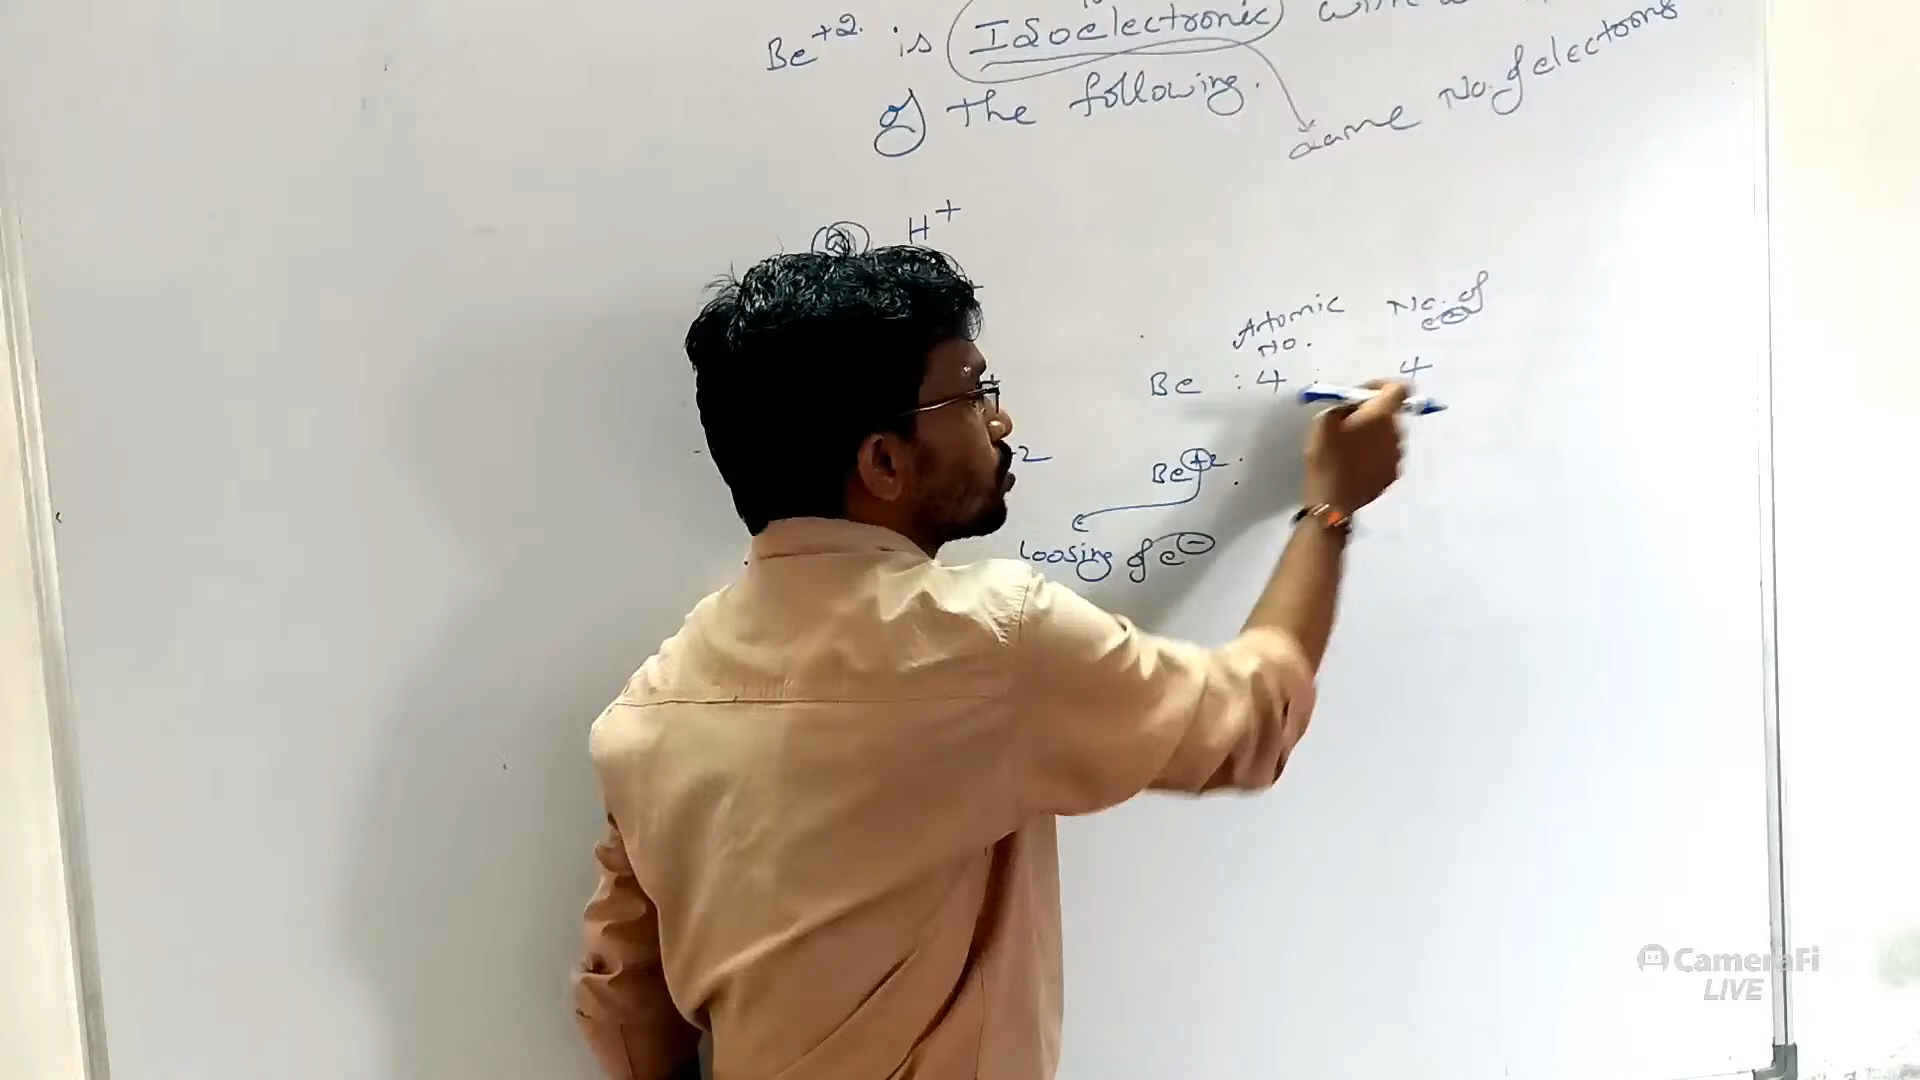 Be+2 is Isoelectronic with
of the following.
same No. of electrons
H+
Atomic No. No. of e-
Be : 4 : 4
Be+2 :
loosing of e-
CameraFi
LIVE